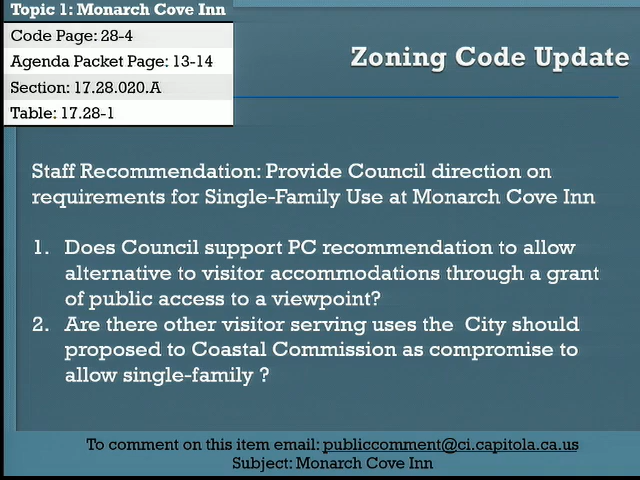 Topic 1: Monarch Cove Inn
Code Page: 28-4
Agenda Packet Page: 13-14
Section: 17.28.020.A
Table: 17.28-1
Zoning Code Update
Staff Recommendation: Provide Council direction on
requirements for Single-Family Use at Monarch Cove Inn
1. Does Council support PC recommendation to allow
alternative to visitor accommodations through a grant
of public access to a viewpoint?
2. Are there other visitor serving uses the City should
proposed to Coastal Commission as compromise to
allow single-family ?
To comment on this item email: publiccomment@ci.capitola.ca.us
Subject: Monarch Cove Inn